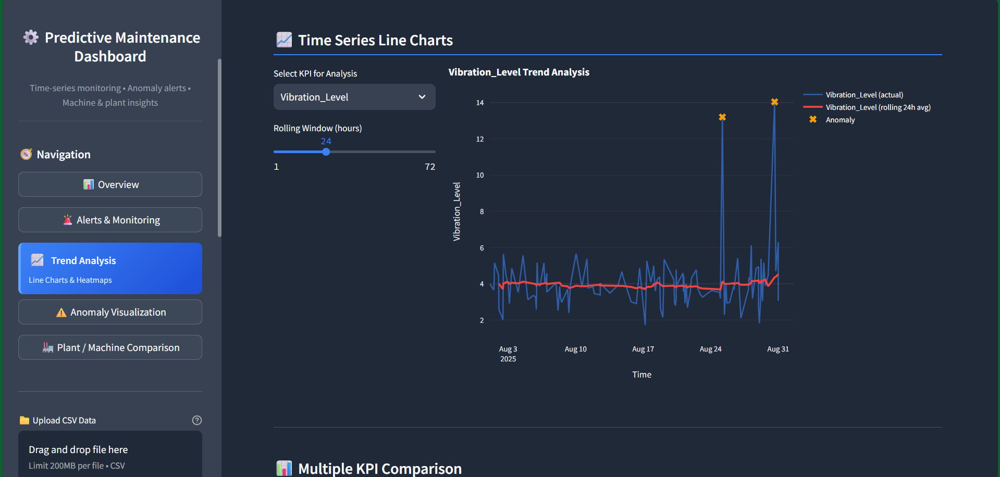 Predictive Maintenance
Dashboard
Time-series monitoring • Anomaly alerts •
Machine & plant insights
Navigation
Overview
Alerts & Monitoring
Trend Analysis
Line Charts & Heatmaps
Anomaly Visualization
Plant / Machine Comparison
Upload CSV Data
Drag and drop file here
Limit 200MB per file • CSV
Time Series Line Charts
Select KPI for Analysis
Vibration_Level
Rolling Window (hours)
24
1
72
Vibration_Level Trend Analysis
Vibration_Level (actual)
Vibration_Level (rolling 24h avg)
Anomaly
14
12
10
8
6
4
2
Vibration_Level
Aug 3
2025
Aug 10
Aug 17
Aug 24
Aug 31
Time
Multiple KPI Comparison